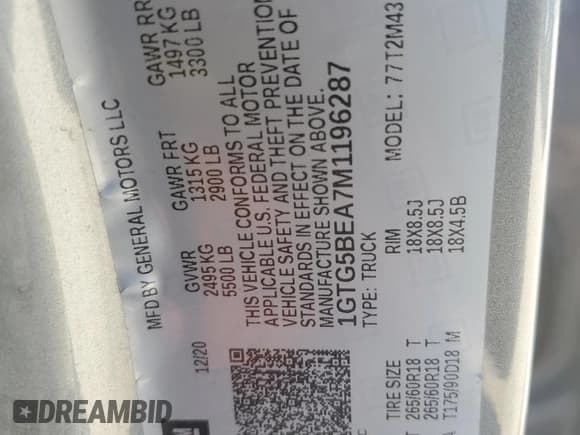 MFD BY GENERAL MOTORS LLC
12/20 GVWR GAWR FRT GAWR RR
2495 KG 1315 KG 1497 KG
5500 LB 2900 LB 3300 LB
THIS VEHICLE CONFORMS TO ALL
APPLICABLE U.S. FEDERAL MOTOR
VEHICLE SAFETY AND THEFT PREVENTION
STANDARDS IN EFFECT ON THE DATE OF
MANUFACTURE SHOWN ABOVE.
1GTG5BEA7M1196287
TYPE: TRUCK MODEL: 77T2M43
TIRE SIZE RIM
265/60R18 T 18X8.5J
265/60R18 T 18X8.5J
T175/90D18 M 18X4.5B
DREAMBID